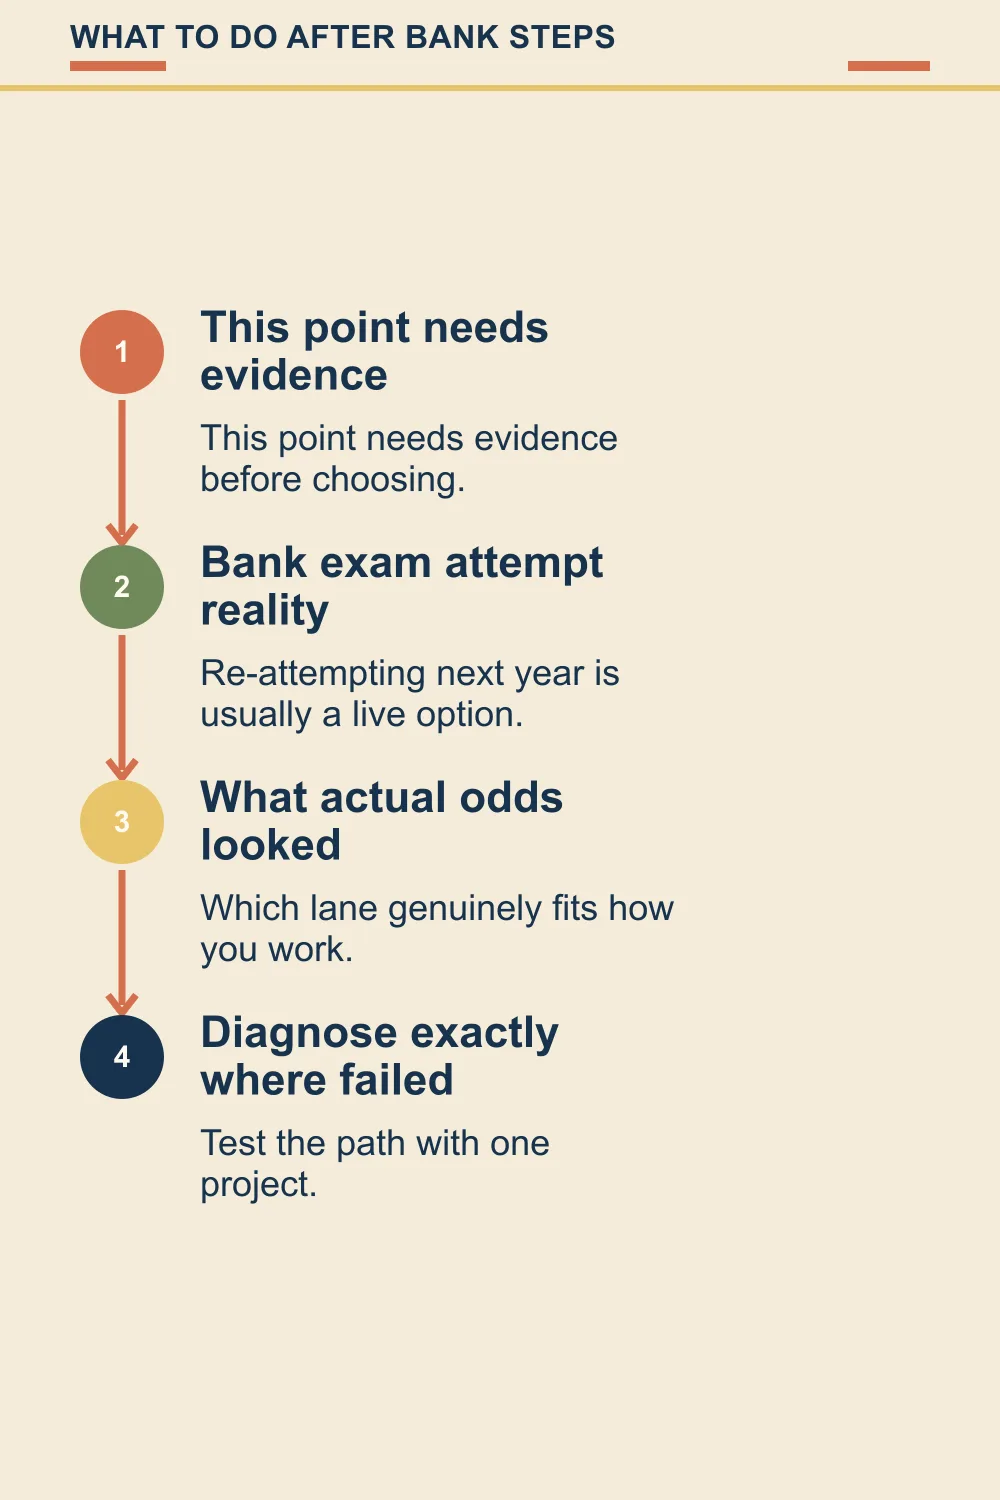 WHAT TO DO AFTER BANK STEPS
1
This point needs
evidence
This point needs evidence
before choosing.
2
Bank exam attempt
reality
Re-attempting next year is
usually a live option.
3
What actual odds
looked
Which lane genuinely fits how
you work.
4
Diagnose exactly
where failed
Test the path with one
project.